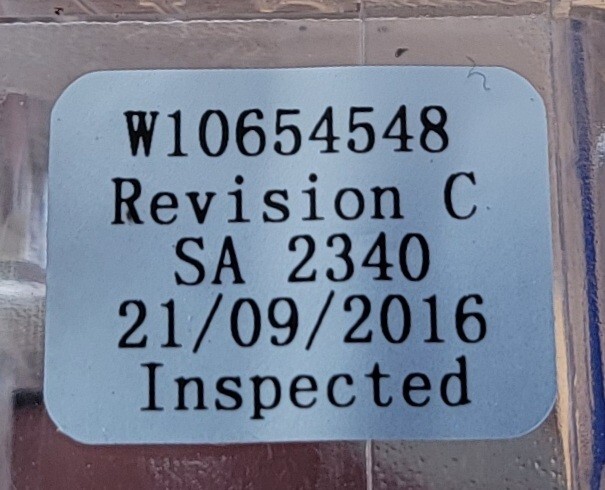 W10654548
Revision C
SA 2340
21/09/2016
Inspected